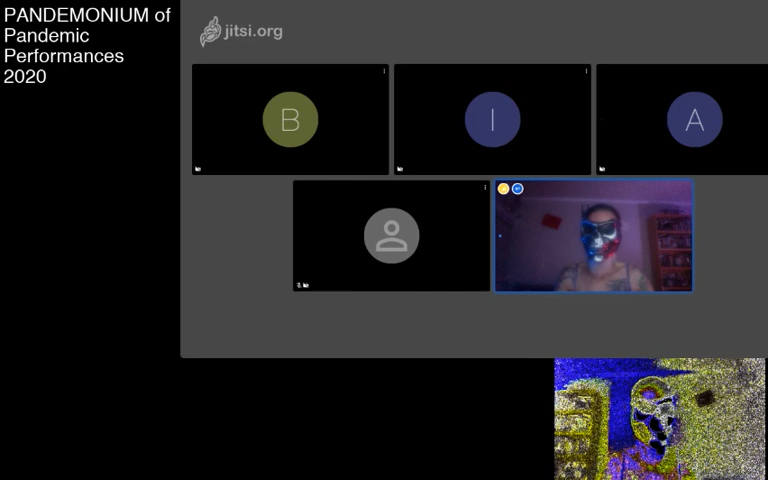 PANDEMONIUM of
Pandemic
Performances
2020
jitsi.org
B
I
A